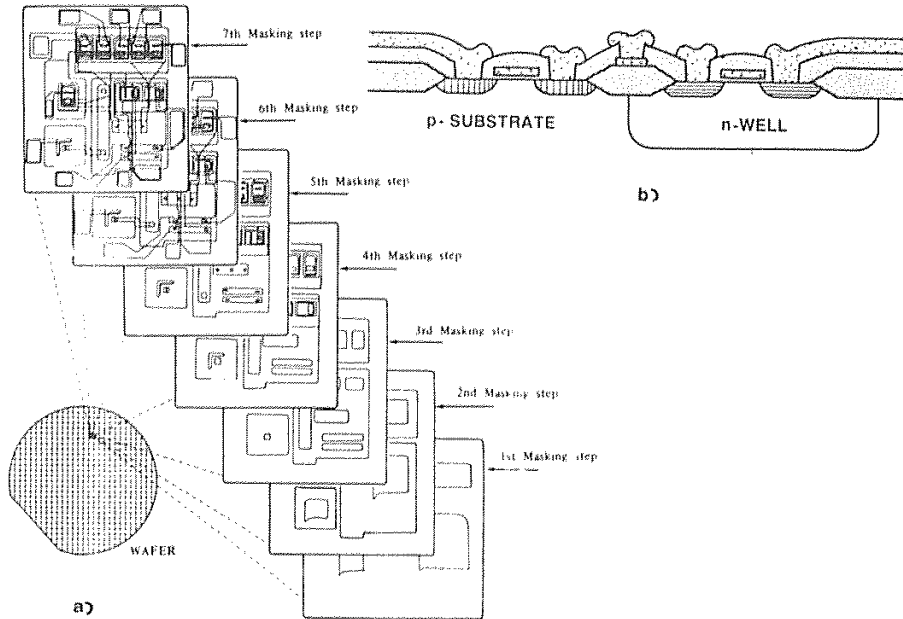 7th Masking step
6th Masking step
5th Masking step
4th Masking step
3rd Masking step
2nd Masking step
1st Masking step
WAFER
a)
p- SUBSTRATE
n-WELL
b)